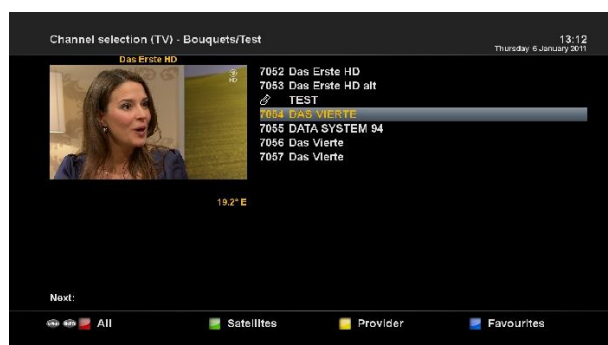 Channel selection (TV) - Bouquets/Test
13:12
Thursday 6 January 2011
Das Erste HD
HD
7052 Das Erste HD
7053 Das Erste HD alt
TEST
7054 DAS VIERTE
7055 DATA SYSTEM 94
7056 Das Vierte
7057 Das Vierte
19.2° E
Next:
All
Satellites
Provider
Favourites